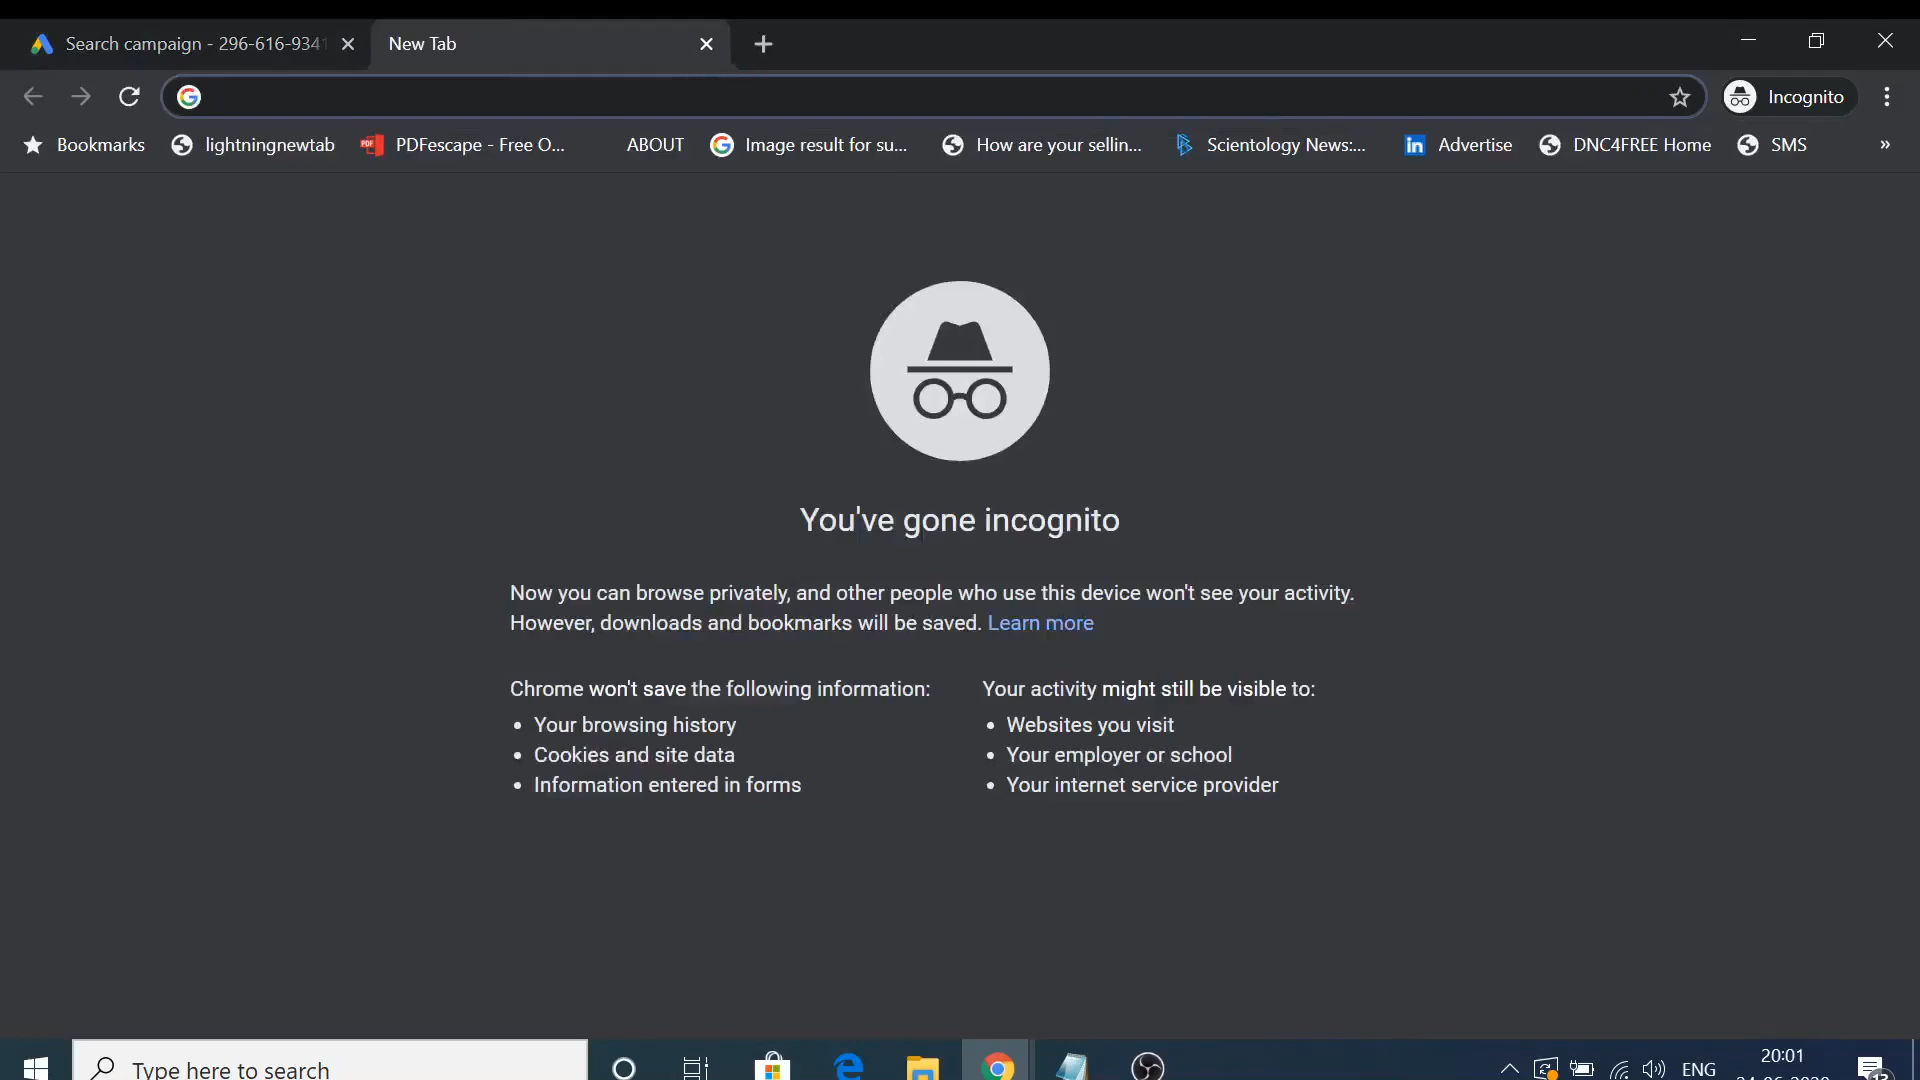 Search campaign - 296-616-934
New Tab
Incognito
Bookmarks
lightningnewtab
PDFescape - Free O...
ABOUT
Image result for su...
How are your sellin...
Scientology News:...
Advertise
DNC4FREE Home
SMS
»
You've gone incognito
Now you can browse privately, and other people who use this device won't see your activity.
However, downloads and bookmarks will be saved. Learn more
Chrome won't save the following information:
• Your browsing history
• Cookies and site data
• Information entered in forms
Your activity might still be visible to:
• Websites you visit
• Your employer or school
• Your internet service provider
Type here to search
ENG
20:01